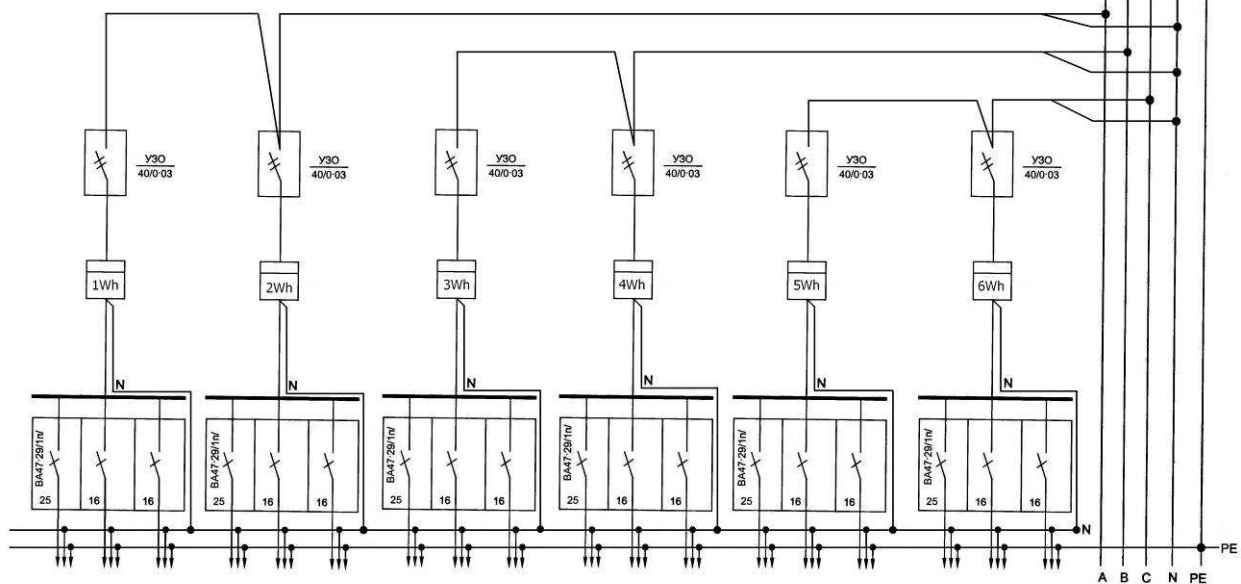 УЗО
40/0-03
УЗО
40/0-03
УЗО
40/0-03
УЗО
40/0-03
УЗО
40/0-03
УЗО
40/0-03
1Wh
2Wh
3Wh
4Wh
5Wh
6Wh
N
N
N
N
N
N
ВА47-29/1п/
25
16
16
ВА47-29/1п/
25
16
16
ВА47-29/1п/
25
16
16
ВА47-29/1п/
25
16
16
ВА47-29/1п/
25
16
16
ВА47-29/1п/
25
16
16
N
PE
A B C N PE